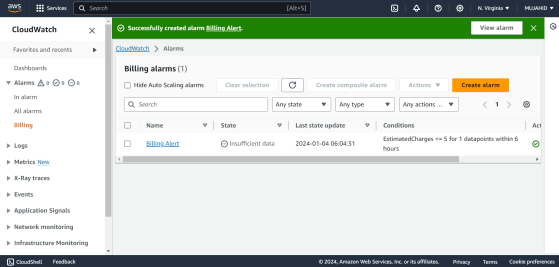 aws
Services
Search
[Alt+S]
N. Virginia
MUJAHID
CloudWatch
Favorites and recents
Dashboards
Alarms 0 0 0
In alarm
All alarms
Billing
Logs
Metrics New
X-Ray traces
Events
Application Signals
Network monitoring
Infrastructure Monitoring
Successfully created alarm Billing Alert.
View alarm
CloudWatch > Alarms
Billing alarms (1)
Hide Auto Scaling alarms
Clear selection
Create composite alarm
Actions
Create alarm
Search
Any state
Any type
Any actions ...
1
Name
State
Last state update
Conditions
Act
Billing Alert
Insufficient data
2024-01-04 06:04:31
EstimatedCharges <= 5 for 1 datapoints within 6
hours
CloudShell
Feedback
© 2024, Amazon Web Services, Inc. or its affiliates.
Privacy
Terms
Cookie preferences